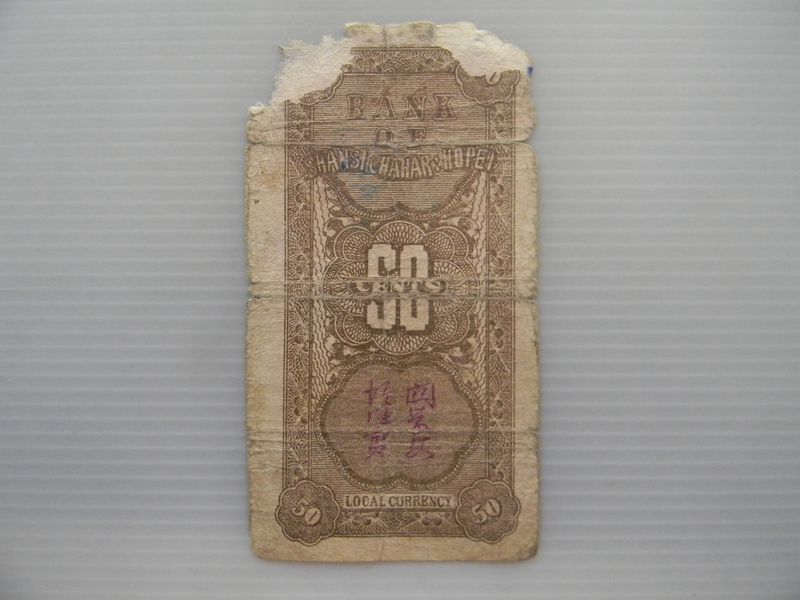 BANK
OF
SHANSI CHAHAR & HOPEI
50
CENTS
LOCAL CURRENCY
50
50